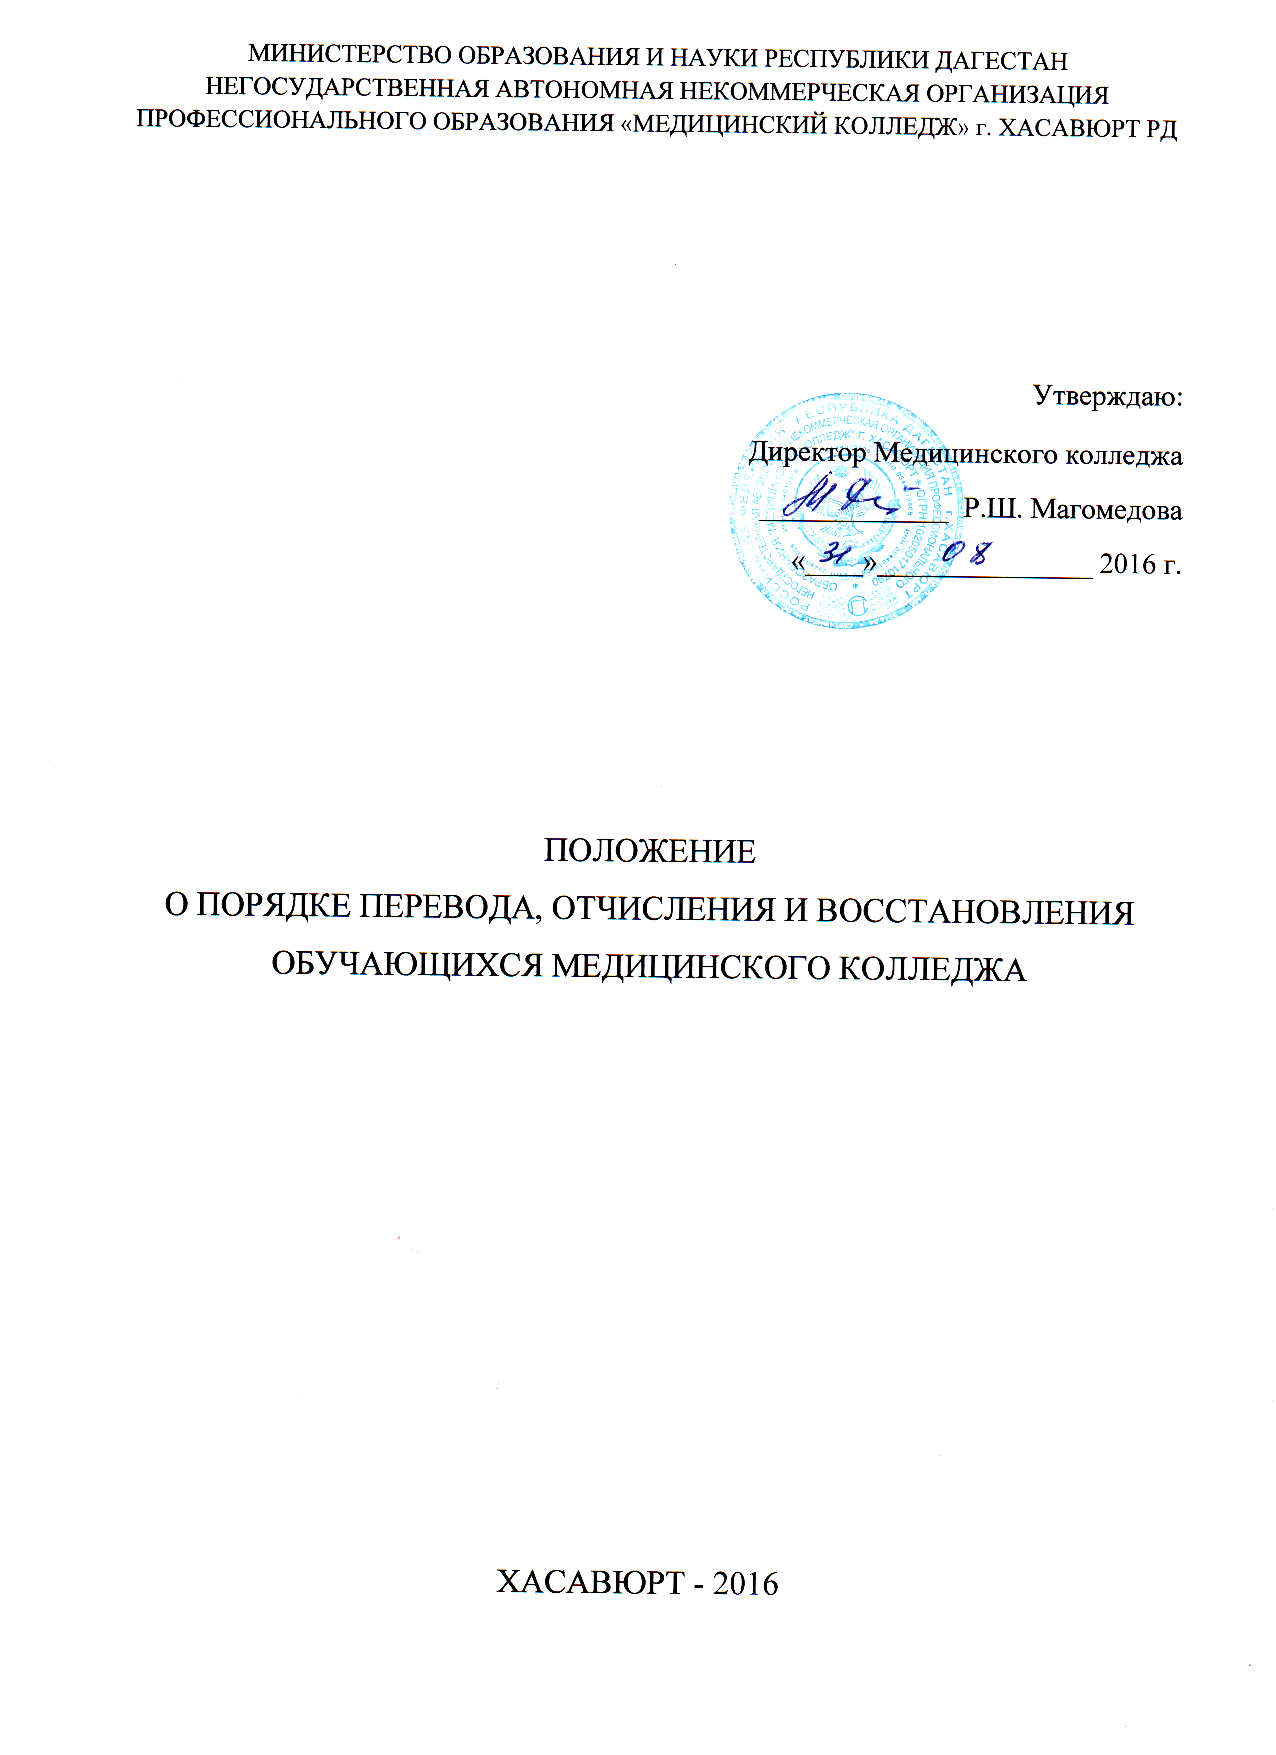 МИНИСТЕРСТВО ОБРАЗОВАНИЯ И НАУКИ РЕСПУБЛИКИ ДАГЕСТАН
НЕГОСУДАРСТВЕННАЯ АВТОНОМНАЯ НЕКОММЕРЧЕСКАЯ ОРГАНИЗАЦИЯ
ПРОФЕССИОНАЛЬНОГО ОБРАЗОВАНИЯ «МЕДИЦИНСКИЙ КОЛЛЕДЖ» г. ХАСАВЮРТ РД
Утверждаю:
Директор Медицинского колледжа
Р.Ш. Магомедова
«31» 08 2016 г.
ПОЛОЖЕНИЕ
О ПОРЯДКЕ ПЕРЕВОДА, ОТЧИСЛЕНИЯ И ВОССТАНОВЛЕНИЯ
ОБУЧАЮЩИХСЯ МЕДИЦИНСКОГО КОЛЛЕДЖА
ХАСАВЮРТ - 2016